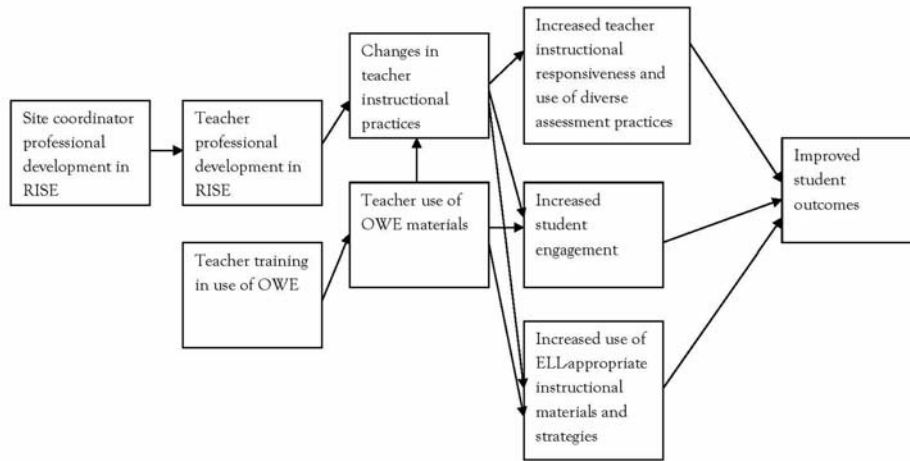 Site coordinator
professional
development in
RISE
Teacher
professional
development in
RISE
Teacher training
in use of OWE
Changes in
teacher
instructional
practices
Teacher use of
OWE materials
Increased teacher
instructional
responsiveness and
use of diverse
assessment practices
Increased
student
engagement
Increased use of
ELL-appropriate
instructional
materials and
strategies
Improved
student
outcomes